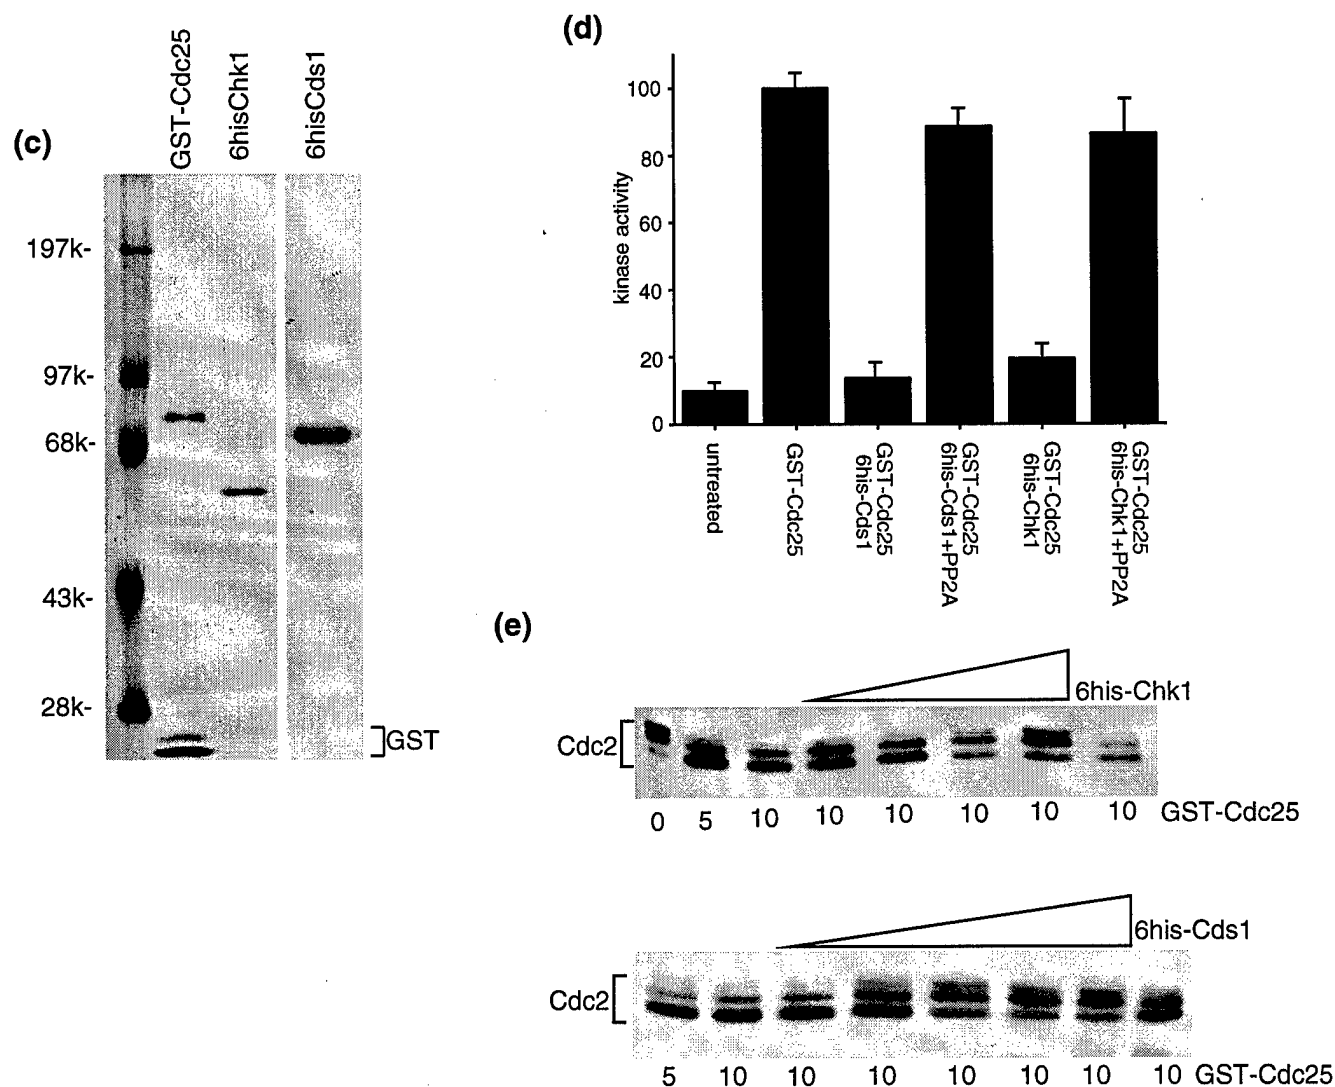 (c)
GST-Cdc25
6hisChk1
6hisCds1
197k-
97k-
68k-
43k-
28k-
GST
(d)
kinase activity
100
80
60
40
20
0
untreated
GST-Cdc25
GST-Cdc25
6his-Cds1
GST-Cdc25
6his-Cds1+PP2A
GST-Cdc25
6his-Chk1
GST-Cdc25
6his-Chk1+PP2A
(e)
6his-Chk1
Cdc2
0 5 10 10 10 10 10 10 GST-Cdc25
6his-Cds1
Cdc2
5 10 10 10 10 10 10 10 GST-Cdc25